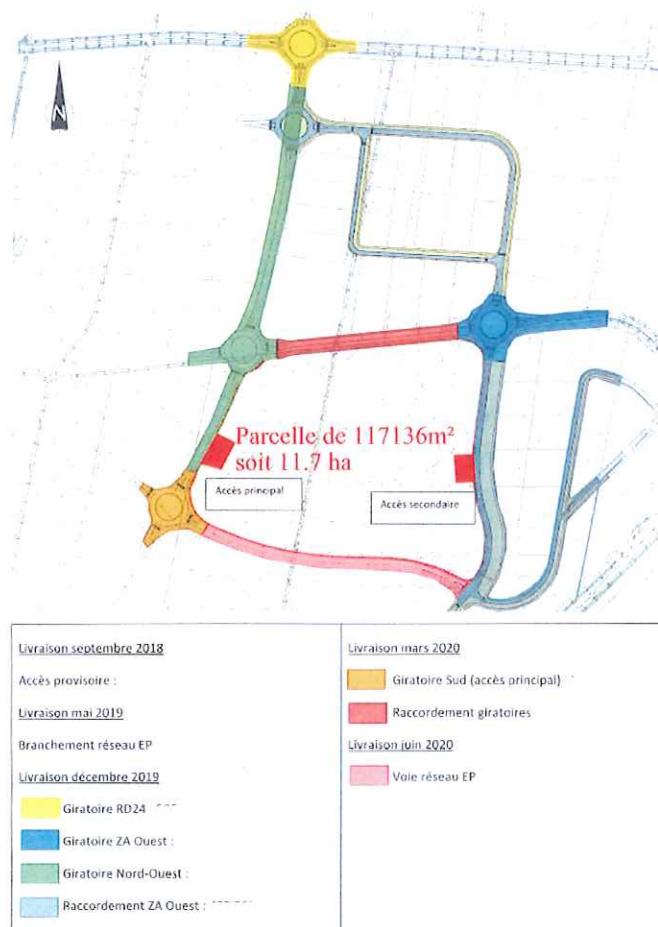 N
Parcelle de 117136m²
soit 11.7 ha
Accès principal
Accès secondaire
Livraison septembre 2018
Accès provisoire :
Livraison mai 2019
Branchement réseau EP
Livraison décembre 2019
Giratoire RD24
Giratoire ZA Ouest :
Giratoire Nord-Ouest :
Raccordement ZA Ouest :
Livraison mars 2020
Giratoire Sud (accès principal)
Raccordement giratoires
Livraison juin 2020
Voie réseau EP